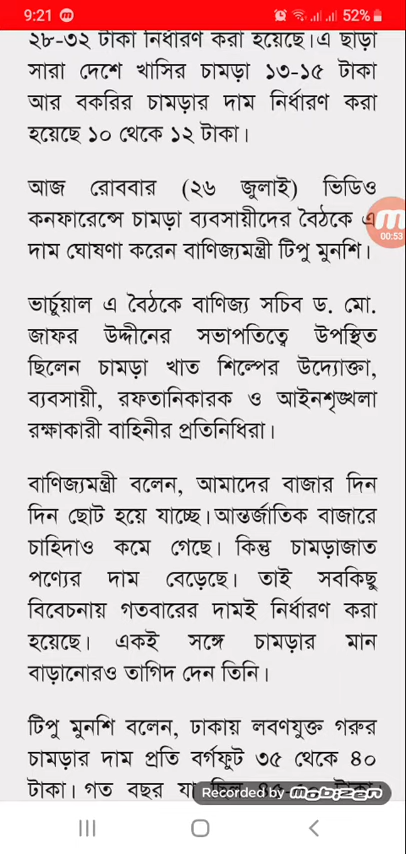 9:21
52%
২৮-৩২ টাকা নির্ধারণ করা হয়েছে। এ ছাড়া
সারা দেশে খাসির চামড়া ১৩-১৫ টাকা
আর বকরির চামড়ার দাম নির্ধারণ করা
হয়েছে ১০ থেকে ১২ টাকা।
আজ রোববার (২৬ জুলাই) ভিডিও
কনফারেন্সে চামড়া ব্যবসায়ীদের বৈঠকে এ
দাম ঘোষণা করেন বাণিজ্যমন্ত্রী টিপু মুনশি।
00:53
ভার্চুয়াল এ বৈঠকে বাণিজ্য সচিব ড. মো.
জাফর উদ্দীনের সভাপতিত্বে উপস্থিত
ছিলেন চামড়া খাত শিল্পের উদ্যোক্তা,
ব্যবসায়ী, রফতানিকারক ও আইনশৃঙ্খলা
রক্ষাকারী বাহিনীর প্রতিনিধিরা।
বাণিজ্যমন্ত্রী বলেন, আমাদের বাজার দিন
দিন ছোট হয়ে যাচ্ছে। আন্তর্জাতিক বাজারে
চাহিদাও কমে গেছে। কিন্তু চামড়াজাত
পণ্যের দাম বেড়েছে। তাই সবকিছু
বিবেচনায় গতবারের দামই নির্ধারণ করা
হয়েছে। একই সঙ্গে চামড়ার মান
বাড়ানোরও তাগিদ দেন তিনি।
টিপু মুনশি বলেন, ঢাকায় লবণযুক্ত গরুর
চামড়ার দাম প্রতি বর্গফুট ৩৫ থেকে ৪০
টাকা। গত বছর যা
Recorded by mobizen